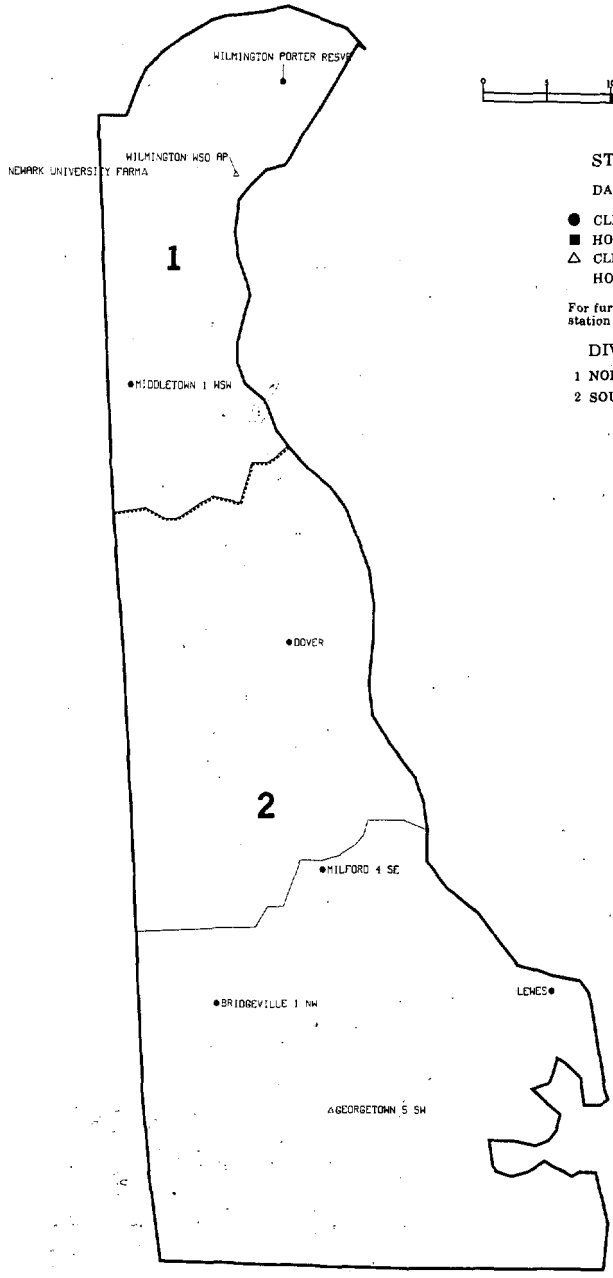 WILMINGTON PORTER RESVR
0 5 10
WILMINGTON WSO AP
NEWARK UNIVERSITY FARM
ST
DA
● CL
■ HO
△ CL
HO
For fur
station
DIV
1 NO
2 SOU
1
MIDDLETOWN 1 WSW
DOVER
2
MILFORD 4 SE
BRIDGEVILLE 1 NW
LEWES
GEORGETOWN 5 SW